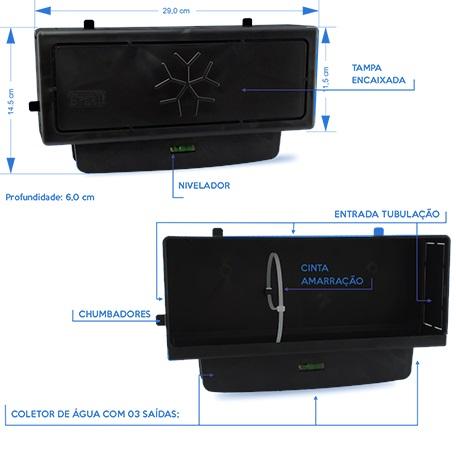 29,0 cm
14.5 cm
11,5 cm
TAMPA
ENCAIXADA
NIVELADOR
Profundidade: 6,0 cm
ENTRADA TUBULAÇÃO
CINTA
AMARRAÇÃO
CHUMBADORES
COLETOR DE ÁGUA COM 03 SAÍDAS;